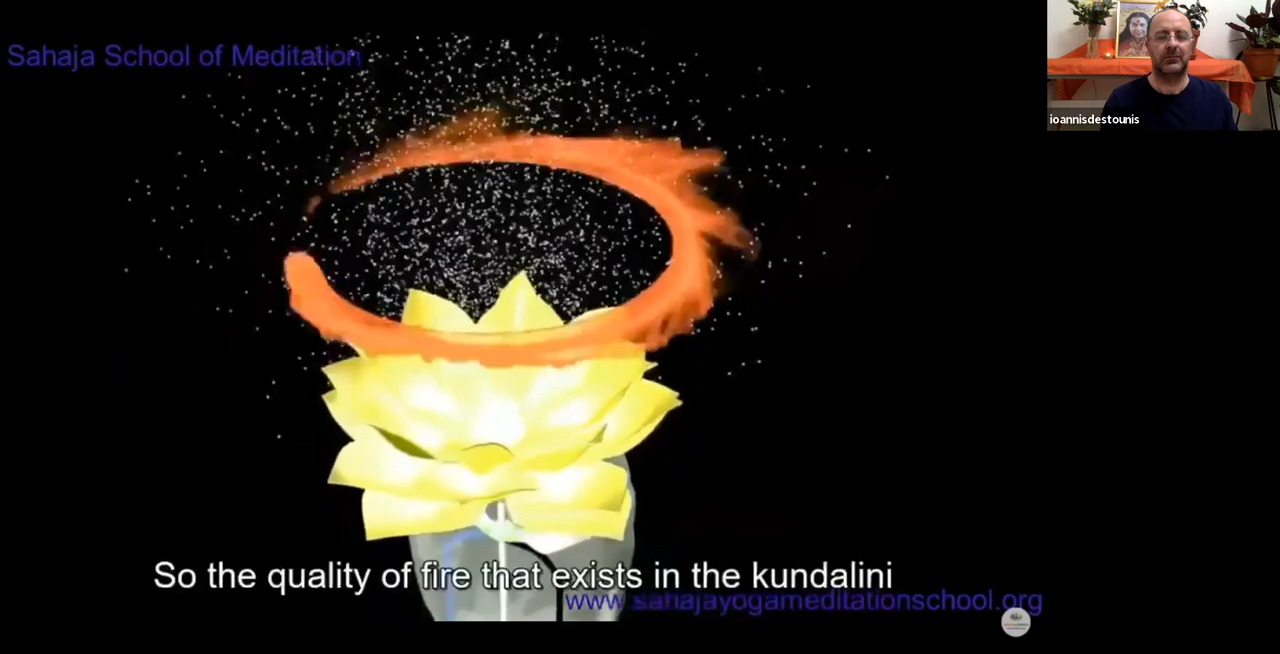 Sahaja School of Meditation
ioannisdestounis
So the quality of fire that exists in the kundalini
www.sahajayogameditationschool.org